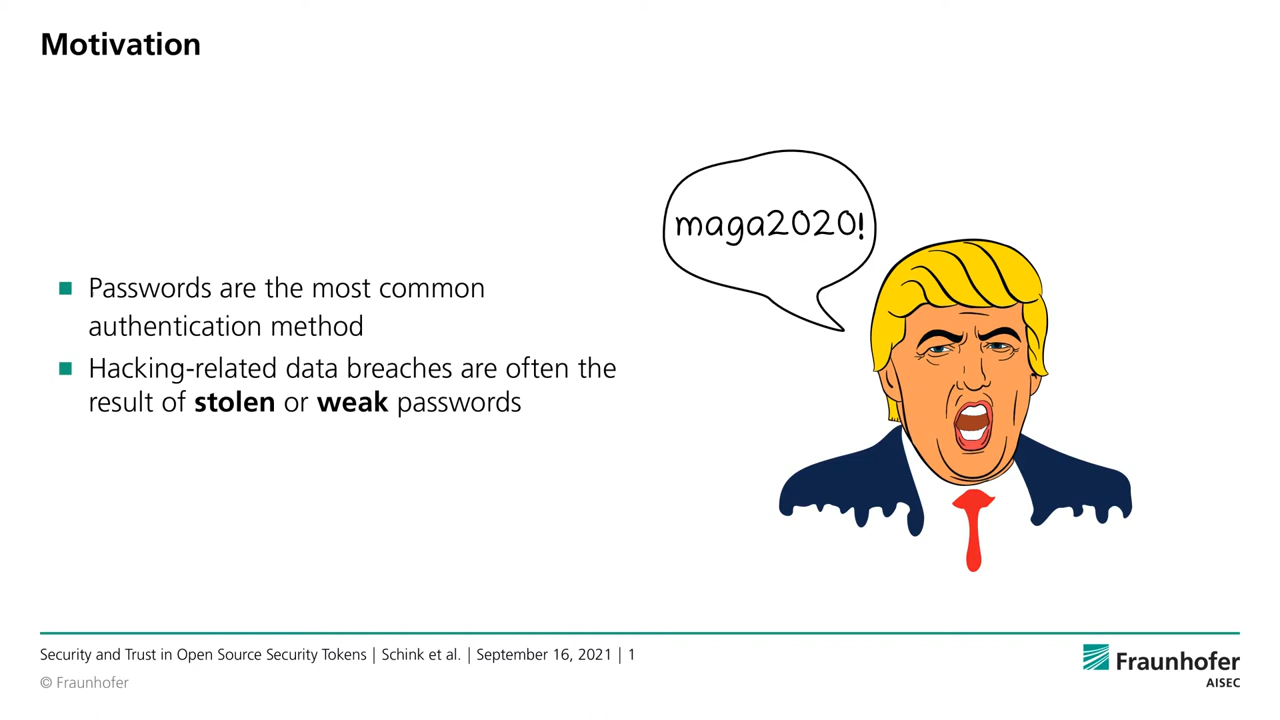 Motivation
maga2020!
■ Passwords are the most common
authentication method
■ Hacking-related data breaches are often the
result of stolen or weak passwords
Security and Trust in Open Source Security Tokens | Schink et al. | September 16, 2021 | 1
© Fraunhofer
Fraunhofer
AISEC